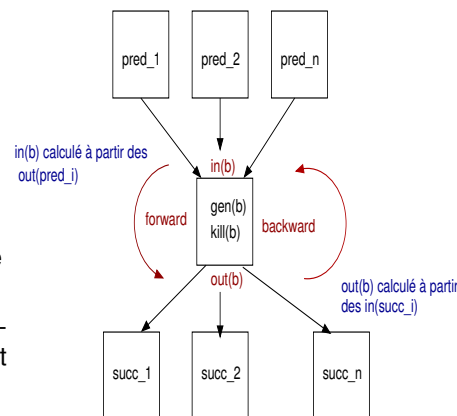 pred_1 pred_2 pred_n
in(b) calculé à partir des
out(pred_i)
in(b)
gen(b)
kill(b)
forward
backward
e
out(b)
out(b) calculé à partir
des in(succ_i)
-
t
succ_1 succ_2 succ_n